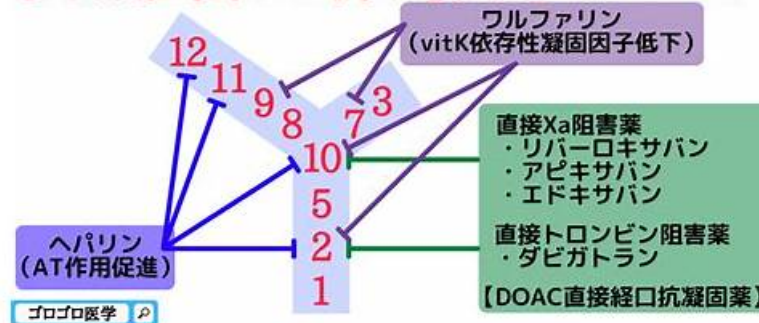 ワルファリン
(vitK依存性凝固因子低下)
12
11
9
8
3
7
10
5
2
1
直接Xa阻害薬
・リバーロキサバン
・アピキサバン
・エドキサバン
直接トロンビン阻害薬
・ダビガトラン
【DOAC直接経口抗凝固薬】
ヘパリン
(AT作用促進)
ゴロゴロ医学